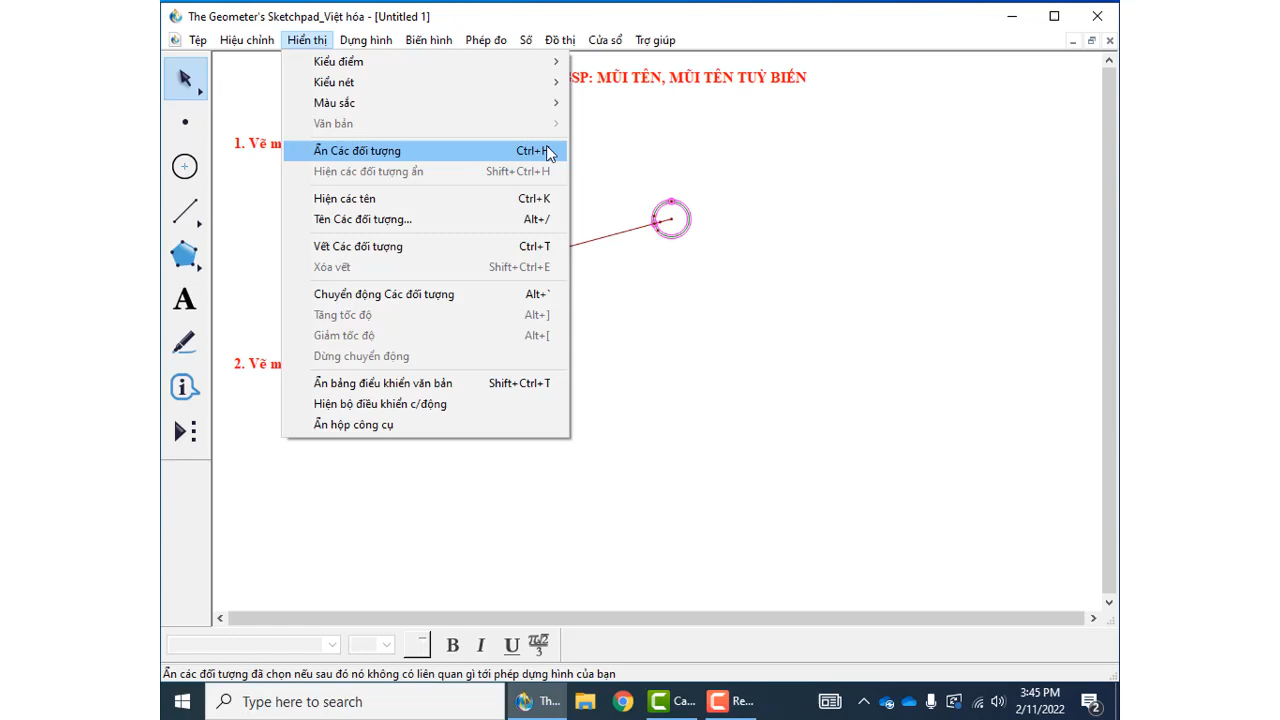 The Geometer's Sketchpad_Việt hóa - [Untitled 1]
Tệp Hiệu chỉnh Hiển thị Dựng hình Biến hình Phép đo Số Đồ thị Cửa sổ Trợ giúp
SP: MŨI TÊN, MŨI TÊN TUỲ BIẾN
Kiểu điểm
Kiểu nét
Màu sắc
Văn bản
1. Vẽ
Ẩn Các đối tượng Ctrl+H
Hiện các đối tượng ẩn Shift+Ctrl+H
Hiện các tên Ctrl+K
Tên Các đối tượng... Alt+/
Vết Các đối tượng Ctrl+T
Xóa vết Shift+Ctrl+E
Chuyển động Các đối tượng Alt+`
Tăng tốc độ Alt+]
Giảm tốc độ Alt+[
Dừng chuyển động
2. Vẽ
Ẩn bảng điều khiển văn bản Shift+Ctrl+T
Hiện bộ điều khiển c/động
Ẩn hộp công cụ
A
B I U
Ẩn các đối tượng đã chọn nếu sau đó nó không có liên quan gì tới phép dựng hình của bạn
Type here to search
Th... Ca... Re...
3:45 PM
2/11/2022
2